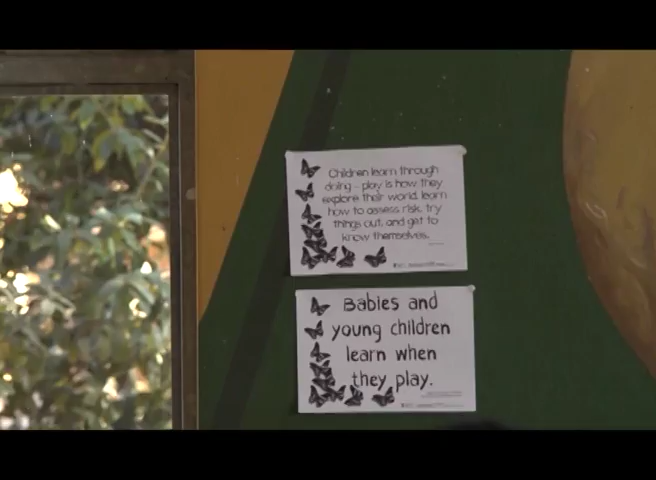 Children learn through
doing - play is how they
explore their world, learn
how to assess risk, try
things out, and get to
know themselves.
Babies and
young children
learn when
they play.